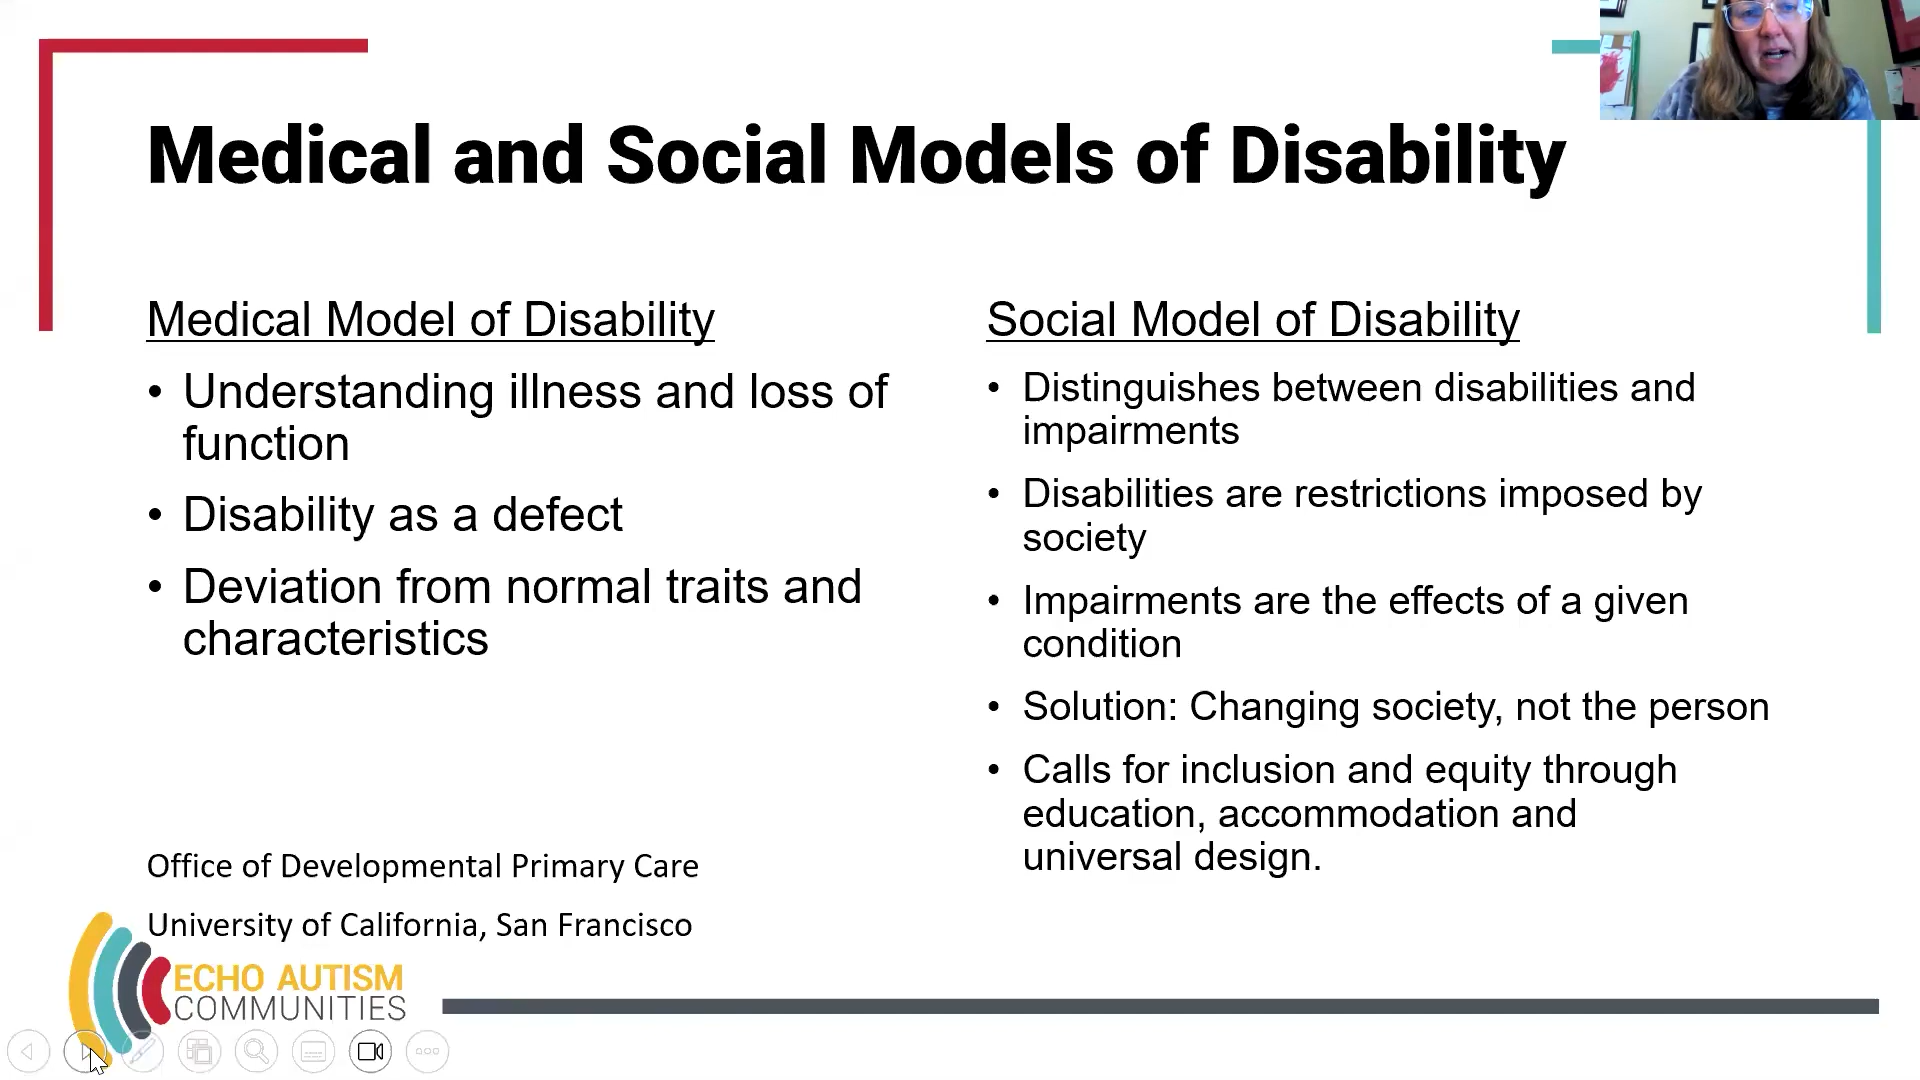 Medical and Social Models of Disability
Medical Model of Disability
• Understanding illness and loss of
function
• Disability as a defect
• Deviation from normal traits and
characteristics
Office of Developmental Primary Care
University of California, San Francisco
Social Model of Disability
• Distinguishes between disabilities and
impairments
• Disabilities are restrictions imposed by
society
• Impairments are the effects of a given
condition
• Solution: Changing society, not the person
• Calls for inclusion and equity through
education, accommodation and
universal design.
ECHO AUTISM
COMMUNITIES